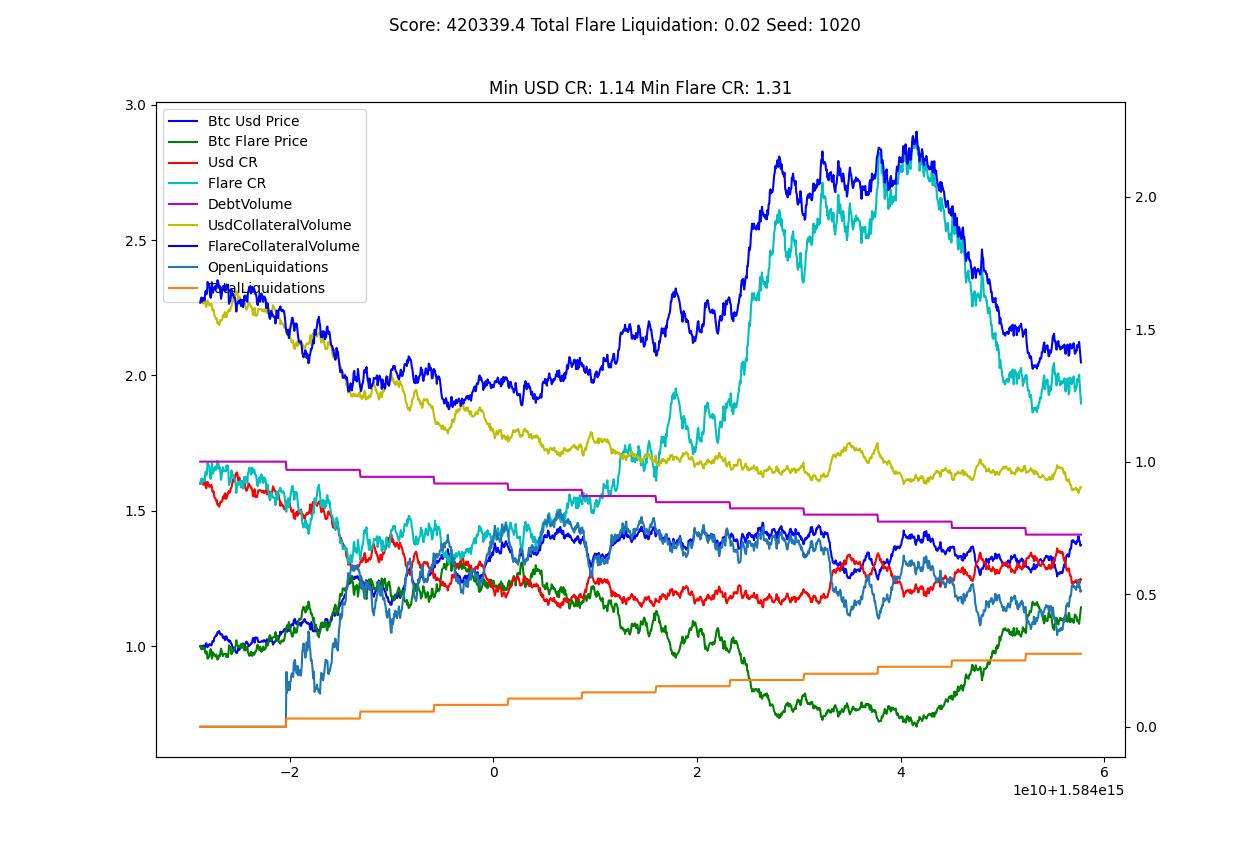 Score: 420339.4 Total Flare Liquidation: 0.02 Seed: 1020
Min USD CR: 1.14 Min Flare CR: 1.31
Btc Usd Price
Btc Flare Price
Usd CR
Flare CR
DebtVolume
UsdCollateralVolume
FlareCollateralVolume
OpenLiquidations
TotalLiquidations
3.0
2.5
2.0
1.5
1.0
2.0
1.5
1.0
0.5
0.0
−2
0
2
4
6
1e10+1.584e15